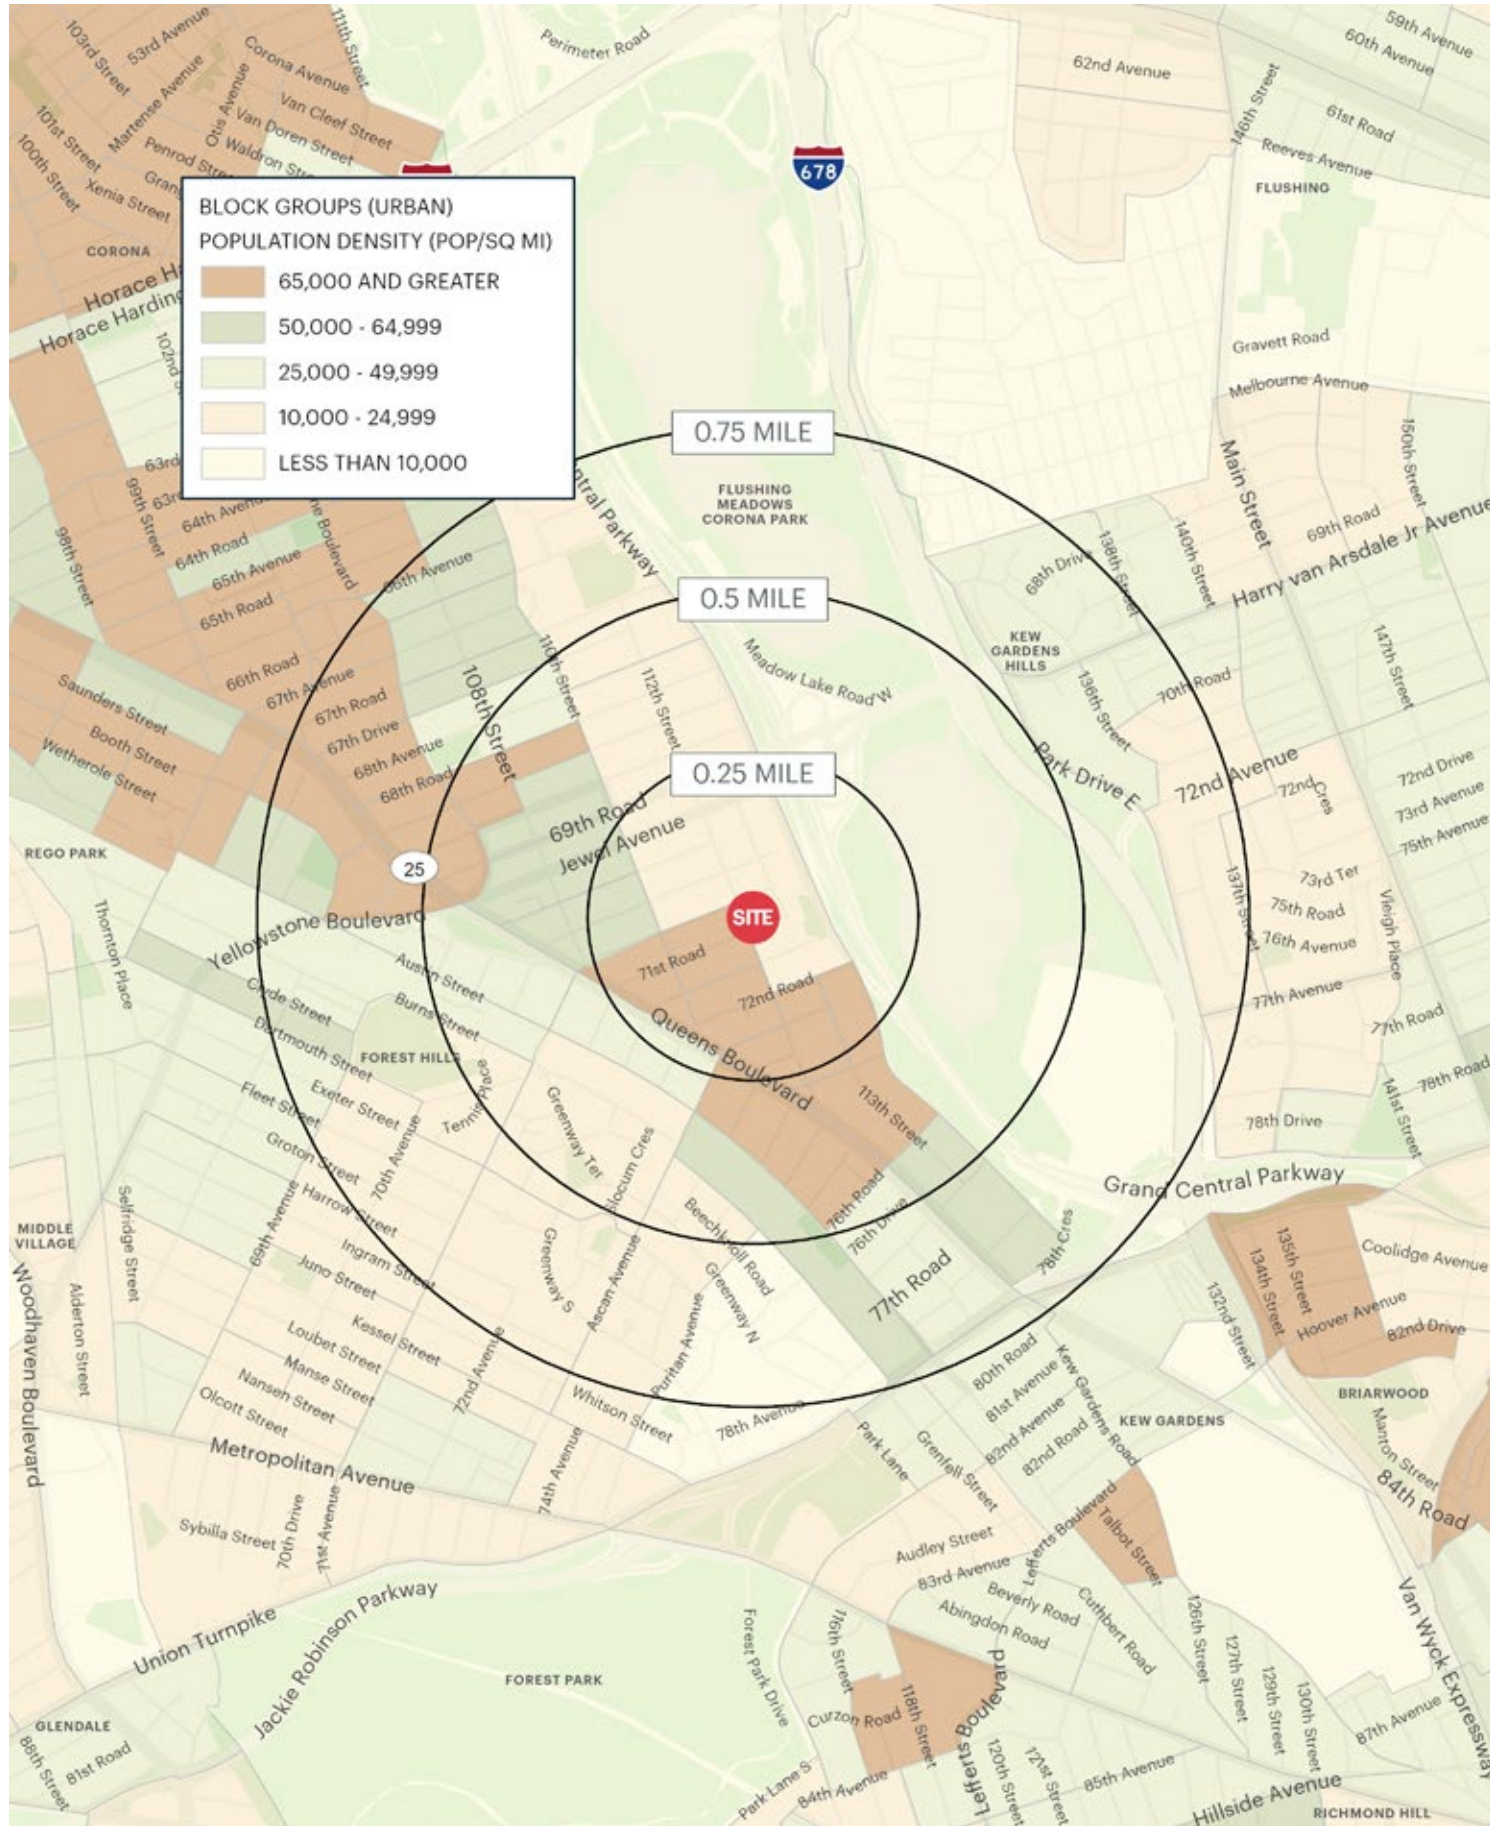 103rd Street
53rd Avenue
Corona Avenue
111th Street
Perimeter Road
62nd Avenue
59th Avenue
60th Avenue
146th Street
61st Road
Reeves Avenue
FLUSHING
101st Street
100th Street
Martense Avenue
Otis Avenue
Van Cleef Street
Van Doren Street
Waldron
Penrod
Xenia Street
CORONA
Horace
Horace Harding
678
BLOCK GROUPS (URBAN)
POPULATION DENSITY (POP/SQ MI)
65,000 AND GREATER
50,000 - 64,999
25,000 - 49,999
10,000 - 24,999
LESS THAN 10,000
102nd
63rd
63rd
Gravett Road
Melbourne Avenue
0.75 MILE
FLUSHING
MEADOWS
CORONA PARK
Main Street
150th Street
69th Road
Harry van Arsdale Jr Avenue
99th Street
98th Street
64th Avenue
64th Road
65th Avenue
65th Road
Boulevard
66th Avenue
ntral Parkway
68th Drive
138th Street
140th Street
147th Street
0.5 MILE
KEW
GARDENS
HILLS
Meadow Lake Road W
110th Street
112th Street
108th Street
66th Road
67th Avenue
67th Road
67th Drive
68th Avenue
68th Road
Saunders Street
Booth Street
Wetherole Street
136th Street
70th Road
Park Drive E
72nd Avenue
72nd Cres
72nd Drive
73rd Avenue
75th Avenue
0.25 MILE
69th Road
Jewel Avenue
REGO PARK
25
SITE
73rd Ter
75th Road
76th Avenue
137th Street
Vleigh Place
77th Avenue
77th Road
78th Road
141st Street
78th Drive
Thornton Place
Yellowstone Boulevard
Austin Street
Burns Street
Clyde Street
Dartmouth Street
FOREST HILLS
Tennis Place
71st Road
72nd Road
Queens Boulevard
113th Street
Exeter Street
Fleet Street
Groton Street
Harrow Street
70th Avenue
69th Avenue
Ingram Street
Juno Street
Greenway Ter
Slocum Cres
Greenway S
Ascan Avenue
Beechknoll Road
Greenway N
Puritan Avenue
76th Road
76th Drive
77th Road
78th Cres
Grand Central Parkway
MIDDLE
VILLAGE
Selfridge Street
Alderton Street
Woodhaven Boulevard
Kessel Street
Loubet Street
Manse Street
Nansen Street
Olcott Street
72nd Avenue
Whitson Street
78th Avenue
74th Avenue
Metropolitan Avenue
Sybilla Street
70th Drive
71st Avenue
Union Turnpike
Jackie Robinson Parkway
134th Street
135th Street
132nd Street
Coolidge Avenue
Hoover Avenue
82nd Drive
BRIARWOOD
Manton Street
84th Road
80th Road
81st Avenue
82nd Avenue
82nd Road
Kew Gardens Road
KEW GARDENS
Park Lane
Grenfell Street
Audley Street
83rd Avenue
Lefferts Boulevard
Talbot Street
Beverly Road
Abingdon Road
Cuthbert Road
Van Wyck Expressway
126th Street
127th Street
129th Street
130th Street
87th Avenue
FOREST PARK
Forest Park Drive
116th Street
Curzon Road
118th Street
Lefferts Boulevard
120th Street
121st Street
85th Avenue
Hillside Avenue
RICHMOND HILL
Park Lane S
84th Avenue
GLENDALE
88th Street
81st Road